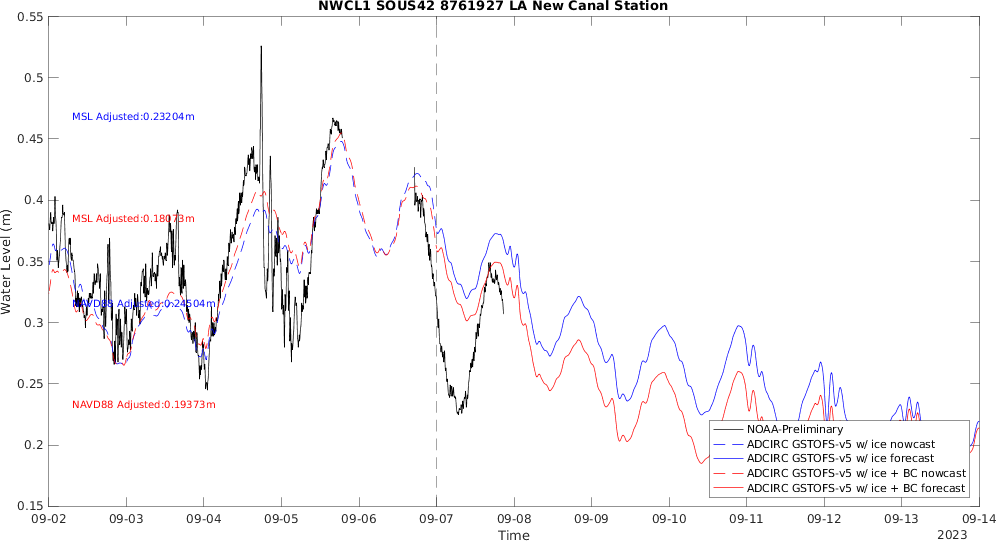 NWCL1 SOUS42 8761927 LA New Canal Station
0.55
0.5
0.45
0.4
0.35
0.3
0.25
0.2
0.15
Water Level (m)
MSL Adjusted:0.23204m
MSL Adjusted:0.18073m
NAVD88 Adjusted:0.24504m
NAVD88 Adjusted:0.19373m
NOAA-Preliminary
ADCIRC GSTOFS-v5 w/ ice nowcast
ADCIRC GSTOFS-v5 w/ ice forecast
ADCIRC GSTOFS-v5 w/ ice + BC nowcast
ADCIRC GSTOFS-v5 w/ ice + BC forecast
09-02 09-03 09-04 09-05 09-06 09-07 09-08 09-09 09-10 09-11 09-12 09-13 09-14
Time
2023